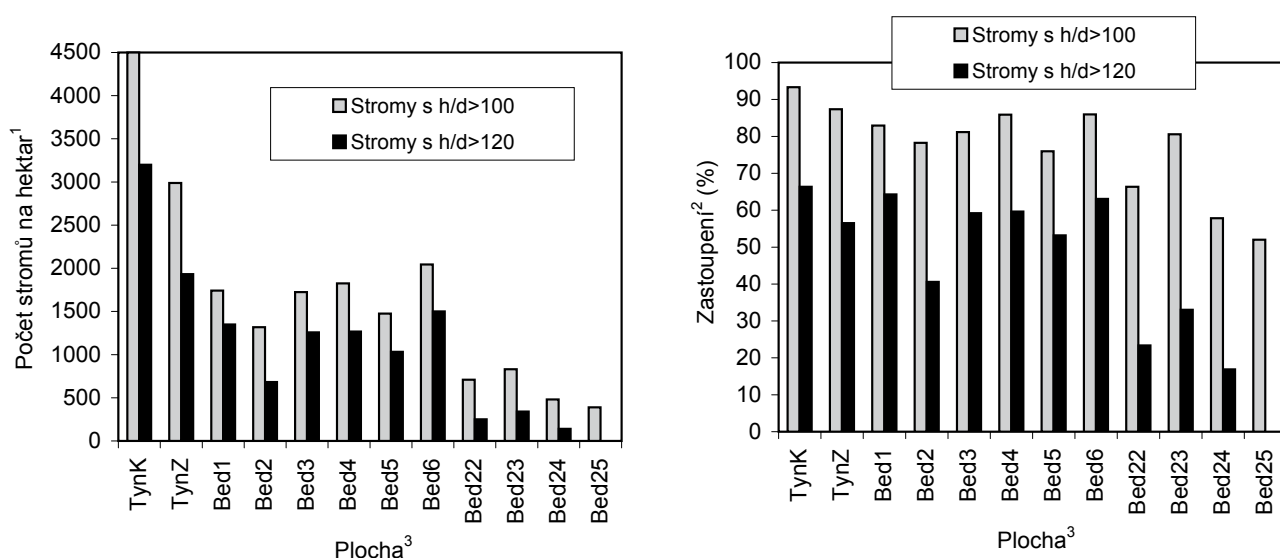 Stromy s h/d>100
Stromy s h/d>120
Počet stromů na hektar¹
4500
4000
3500
3000
2500
2000
1500
1000
500
0
TynK
TynZ
Bed1
Bed2
Bed3
Bed4
Bed5
Bed6
Bed22
Bed23
Bed24
Bed25
Plocha³
Stromy s h/d>100
Stromy s h/d>120
Zastoupení² (%)
100
90
80
70
60
50
40
30
20
10
0
TynK
TynZ
Bed1
Bed2
Bed3
Bed4
Bed5
Bed6
Bed22
Bed23
Bed24
Bed25
Plocha³